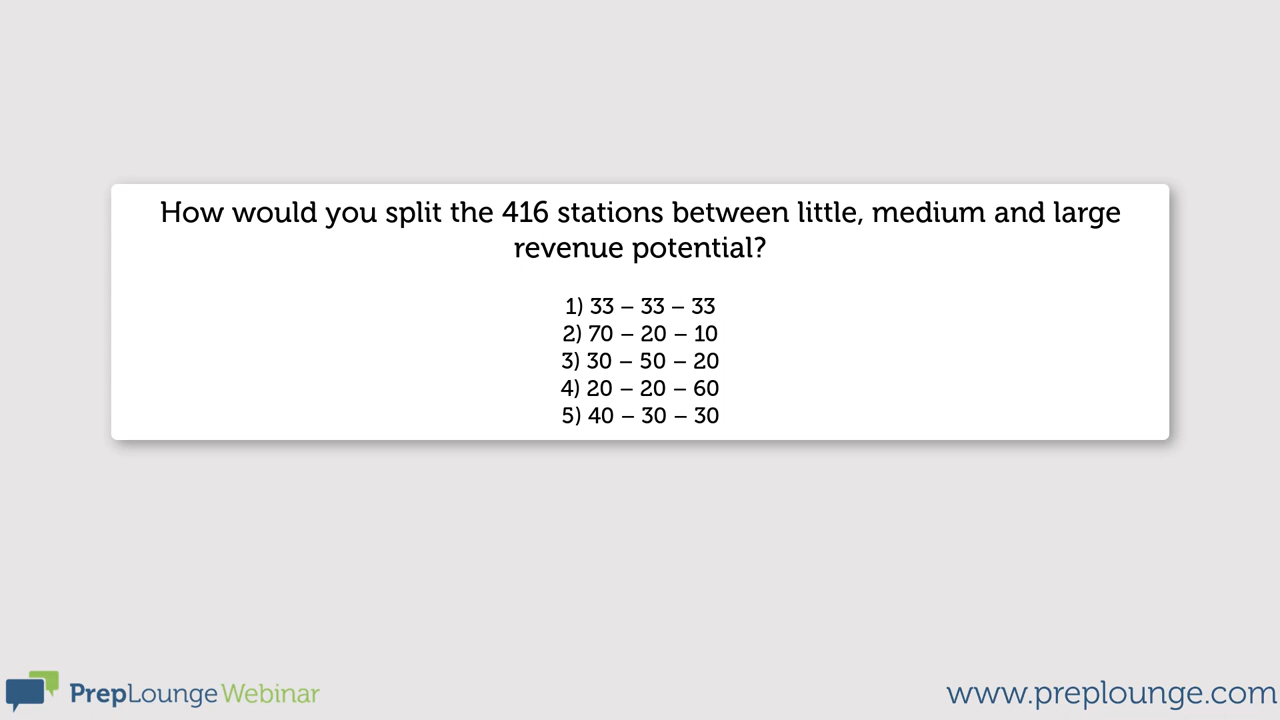 How would you split the 416 stations between little, medium and large
revenue potential?
1) 33 – 33 – 33
2) 70 – 20 – 10
3) 30 – 50 – 20
4) 20 – 20 – 60
5) 40 – 30 – 30
PrepLounge Webinar
www.preplounge.com